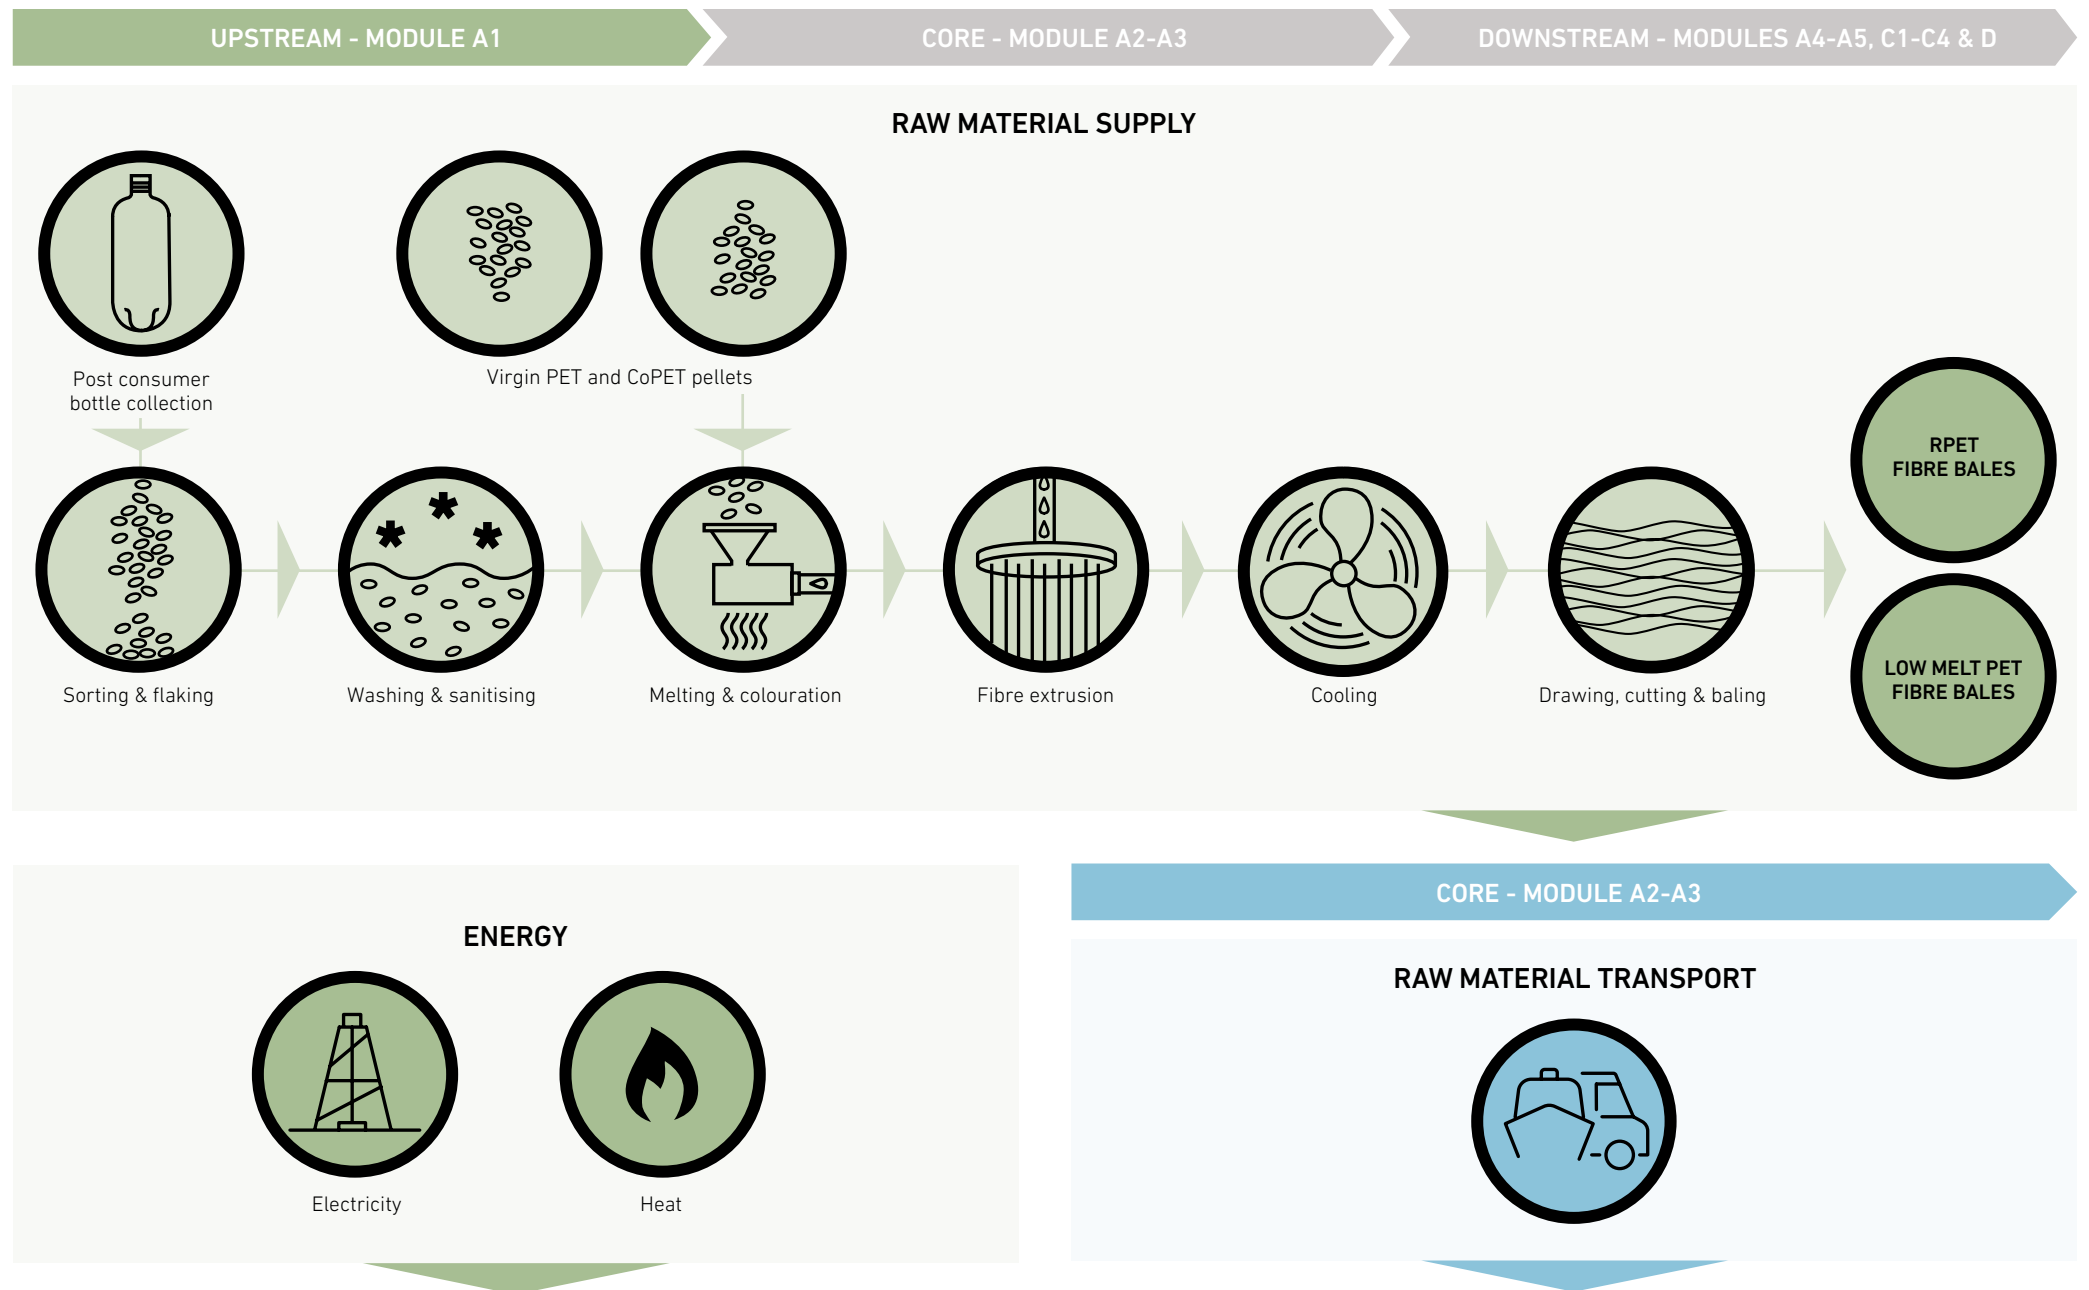 UPSTREAM - MODULE A1
CORE - MODULE A2-A3
DOWNSTREAM - MODULES A4-A5, C1-C4 & D
RAW MATERIAL SUPPLY
Post consumer
bottle collection
Virgin PET and CoPET pellets
Sorting & flaking
Washing & sanitising
Melting & colouration
Fibre extrusion
Cooling
Drawing, cutting & baling
RPET
FIBRE BALES
LOW MELT PET
FIBRE BALES
ENERGY
Electricity
Heat
CORE - MODULE A2-A3
RAW MATERIAL TRANSPORT